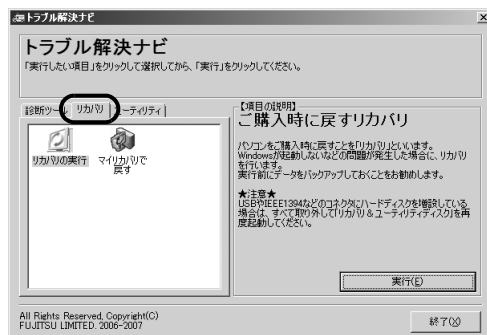 トラブル解決ナビ
トラブル解決ナビ
「実行したい項目」をクリックして選択してから、「実行」をクリックしてください。
診断ツール リカバリ ユーティリティ
リカバリの実行
マイリカバリで
戻す
【項目の説明】
ご購入時に戻すリカバリ
パソコンをご購入時に戻すことを「リカバリ」といいます。
Windowsが起動しないなどの問題が発生した場合に、リカバリ
を行います。
実行前にデータをバックアップしておくことをお勧めします。
★注意★
USBやIEEE1394などのコネクタにハードディスクを増設している
場合は、すべて取り外して「リカバリ&ユーティリティディスク」を再
度起動してください。
実行(E)
All Rights Reserved, Copyright(C)
FUJITSU LIMITED. 2006-2007
終了(X)